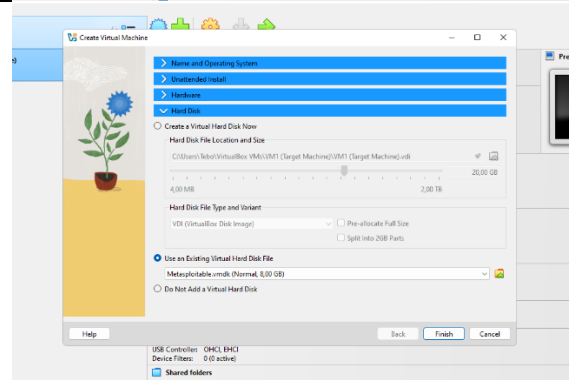 Create Virtual Machine
Name and Operating System
Unattended Install
Hardware
Hard Disk
Create a Virtual Hard Disk Now
Hard Disk File Location and Size
C:\Users\Tebo\VirtualBox VMs\VM1 (Target Machine)\VM1 (Target Machine).vdi
20,00 GB
4,00 MB
2,00 TB
Hard Disk File Type and Variant
VDI (VirtualBox Disk Image)
Pre-allocate Full Size
Split Into 2GB Parts
Use an Existing Virtual Hard Disk File
Metasploitable.vmdk (Normal, 8,00 GB)
Do Not Add a Virtual Hard Disk
Help
Back
Finish
Cancel
Pre
USB Controller: OHCI, EHCI
Device Filters: 0 (0 active)
Shared folders